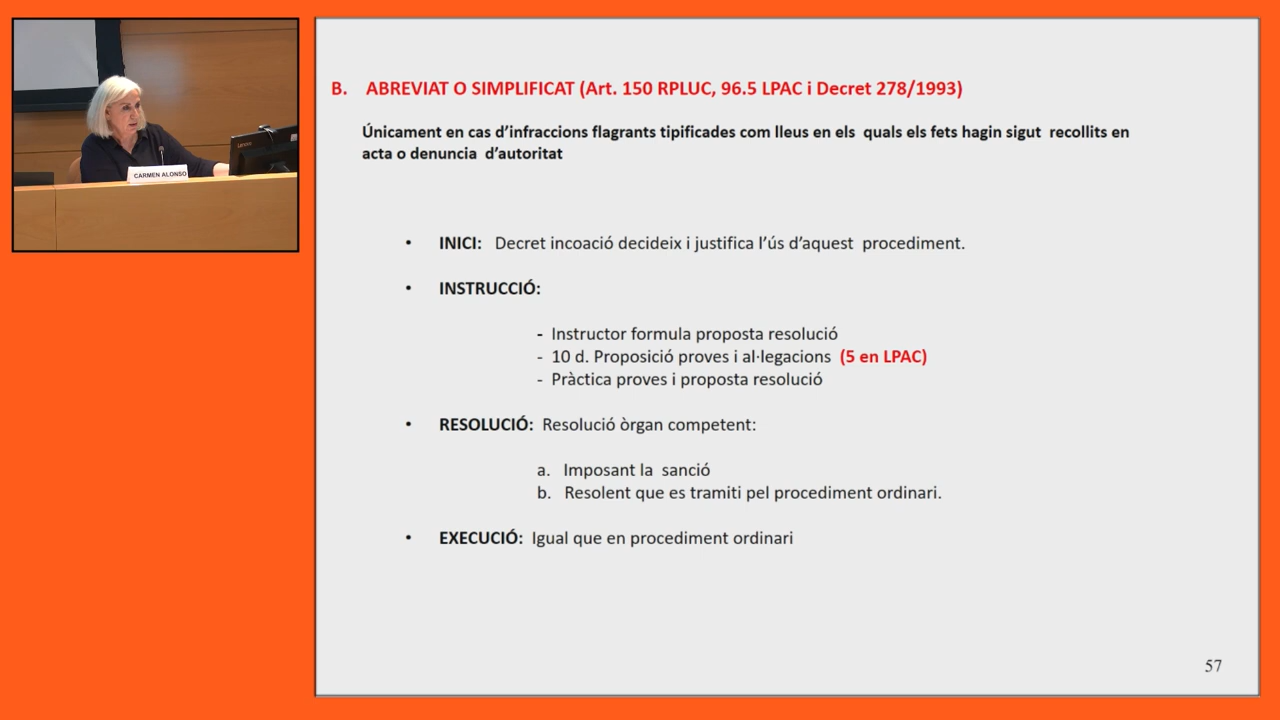 CARMEN ALONSO
B. ABREVIAT O SIMPLIFICAT (Art. 150 RPLUC, 96.5 LPAC i Decret 278/1993)
Únicament en cas d'infraccions flagrants tipificades com lleus en els quals els fets hagin sigut recollits en
acta o denuncia d'autoritat
• INICI: Decret incoació decideix i justifica l'ús d'aquest procediment.
• INSTRUCCIÓ:
- Instructor formula proposta resolució
- 10 d. Proposició proves i al·legacions (5 en LPAC)
- Pràctica proves i proposta resolució
• RESOLUCIÓ: Resolució òrgan competent:
a. Imposant la sanció
b. Resolent que es tramiti pel procediment ordinari.
• EXECUCIÓ: Igual que en procediment ordinari
57